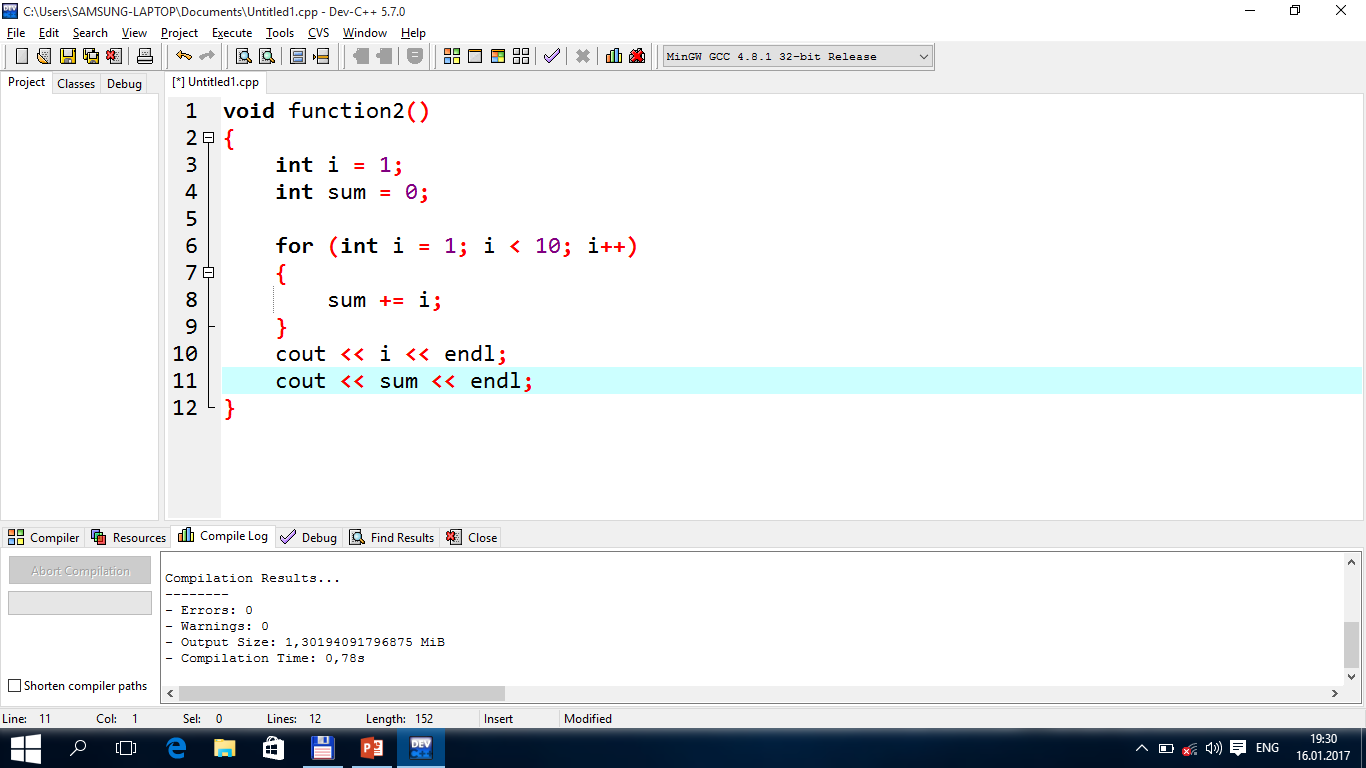 C:\Users\SAMSUNG-LAPTOP\Documents\Untitled1.cpp - Dev-C++ 5.7.0
File Edit Search View Project Execute Tools CVS Window Help
MinGW GCC 4.8.1 32-bit Release
Project Classes Debug
[*] Untitled1.cpp
1 void function2()
2 {
3 int i = 1;
4 int sum = 0;
5
6 for (int i = 1; i < 10; i++)
7 {
8 sum += i;
9 }
10 cout << i << endl;
11 cout << sum << endl;
12 }
Compiler Resources Compile Log Debug Find Results Close
Abort Compilation
Compilation Results...
--------
- Errors: 0
- Warnings: 0
- Output Size: 1,30194091796875 MiB
- Compilation Time: 0,78s
Shorten compiler paths
Line: 11 Col: 1 Sel: 0 Lines: 12 Length: 152 Insert Modified
DEV C++
ENG
19:30
16.01.2017